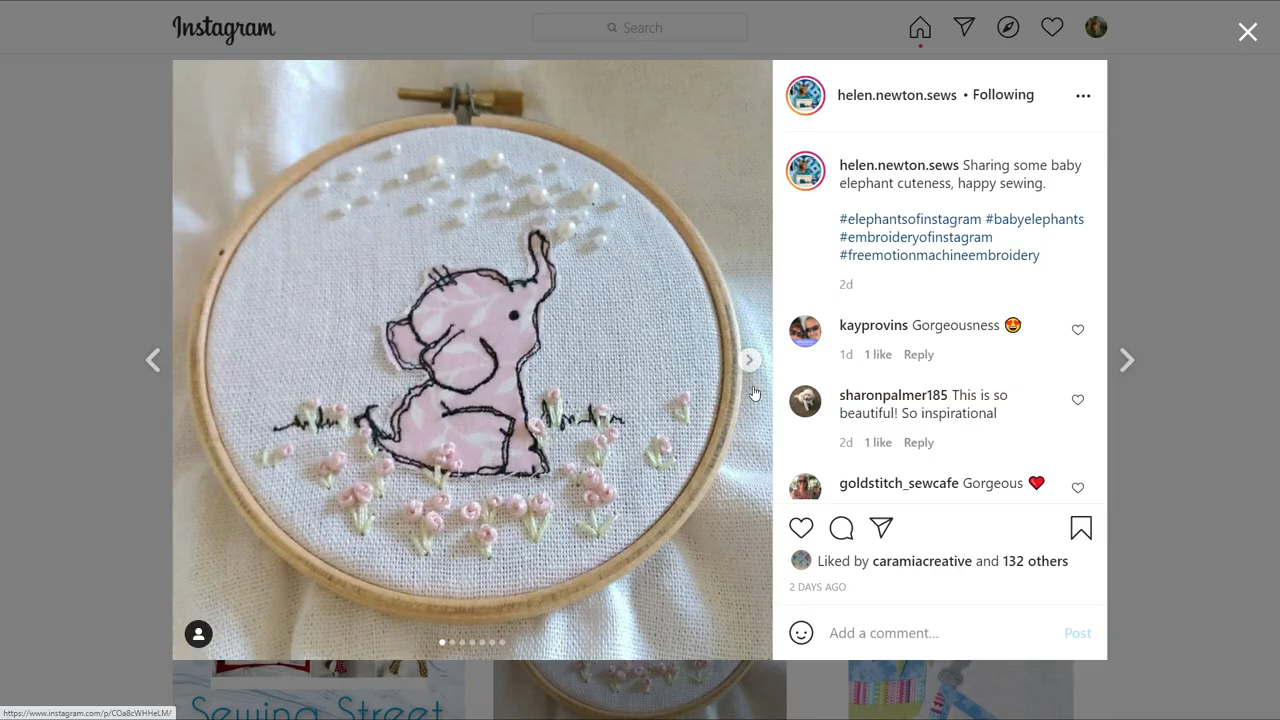 Instagram
Search
helen.newton.sews • Following
helen.newton.sews Sharing some baby
elephant cuteness, happy sewing.
#elephantsofinstagram #babyelephants
#embroideryofinstagram
#freemotionmachineembroidery
2d
kayprovins Gorgeousness 😍
1d 1 like Reply
sharonpalmer185 This is so
beautiful! So inspirational
2d 1 like Reply
goldstitch_sewcafe Gorgeous ❤️
Liked by caramiacreative and 132 others
2 DAYS AGO
Add a comment... Post
Sewing Street
https://www.instagram.com/p/COa8cWHHeLM/